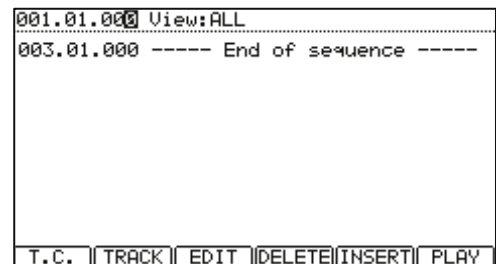 001.01.000 View:ALL
003.01.000 ----- End of sequence -----
T.C. TRACK EDIT DELETE INSERT PLAY